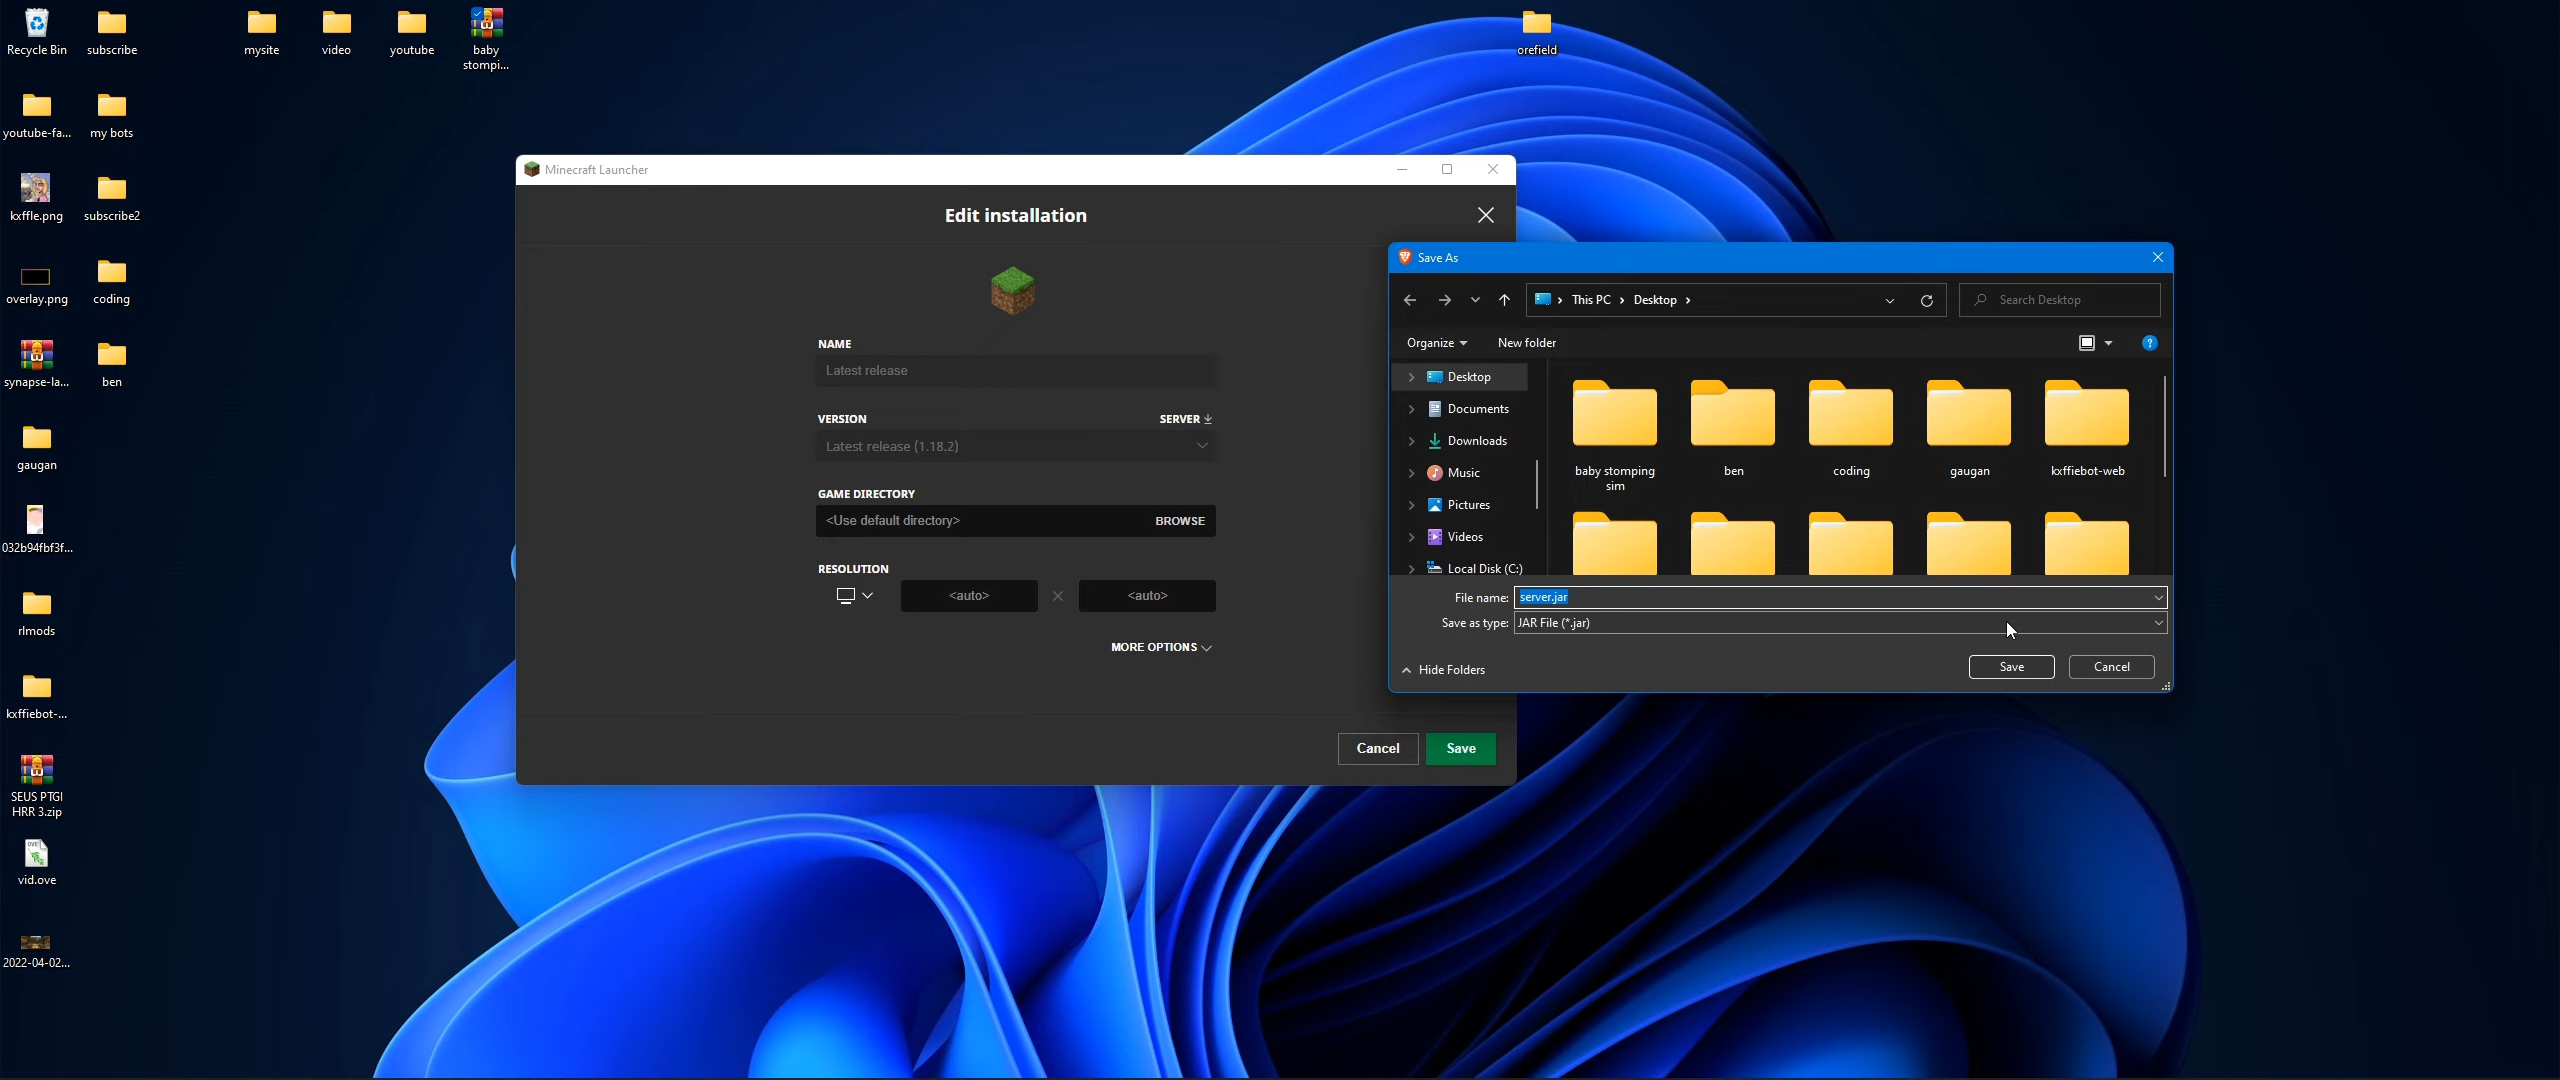 Recycle Bin
subscribe
mysite
video
youtube
baby
stompi...
orefield
youtube-fa...
my bots
kxffie.png
subscribe2
overlay.png
coding
synapse-la...
ben
gaugan
032b94fbf3f...
rlmods
kxffiebot-...
SEUS PTGI
HRR 3.zip
OVE
vid.ove
2022-04-02...
Minecraft Launcher
Edit installation
NAME
Latest release
VERSION
SERVER
Latest release (1.18.2)
GAME DIRECTORY
<Use default directory>
BROWSE
RESOLUTION
<auto>
<auto>
MORE OPTIONS
Cancel
Save
Save As
This PC
Desktop
Search Desktop
Organize
New folder
?
Desktop
Documents
Downloads
Music
Pictures
Videos
Local Disk (C:)
baby stomping
sim
ben
coding
gaugan
kxffiebot-web
File name:
server.jar
Save as type:
JAR File (*.jar)
Hide Folders
Save
Cancel